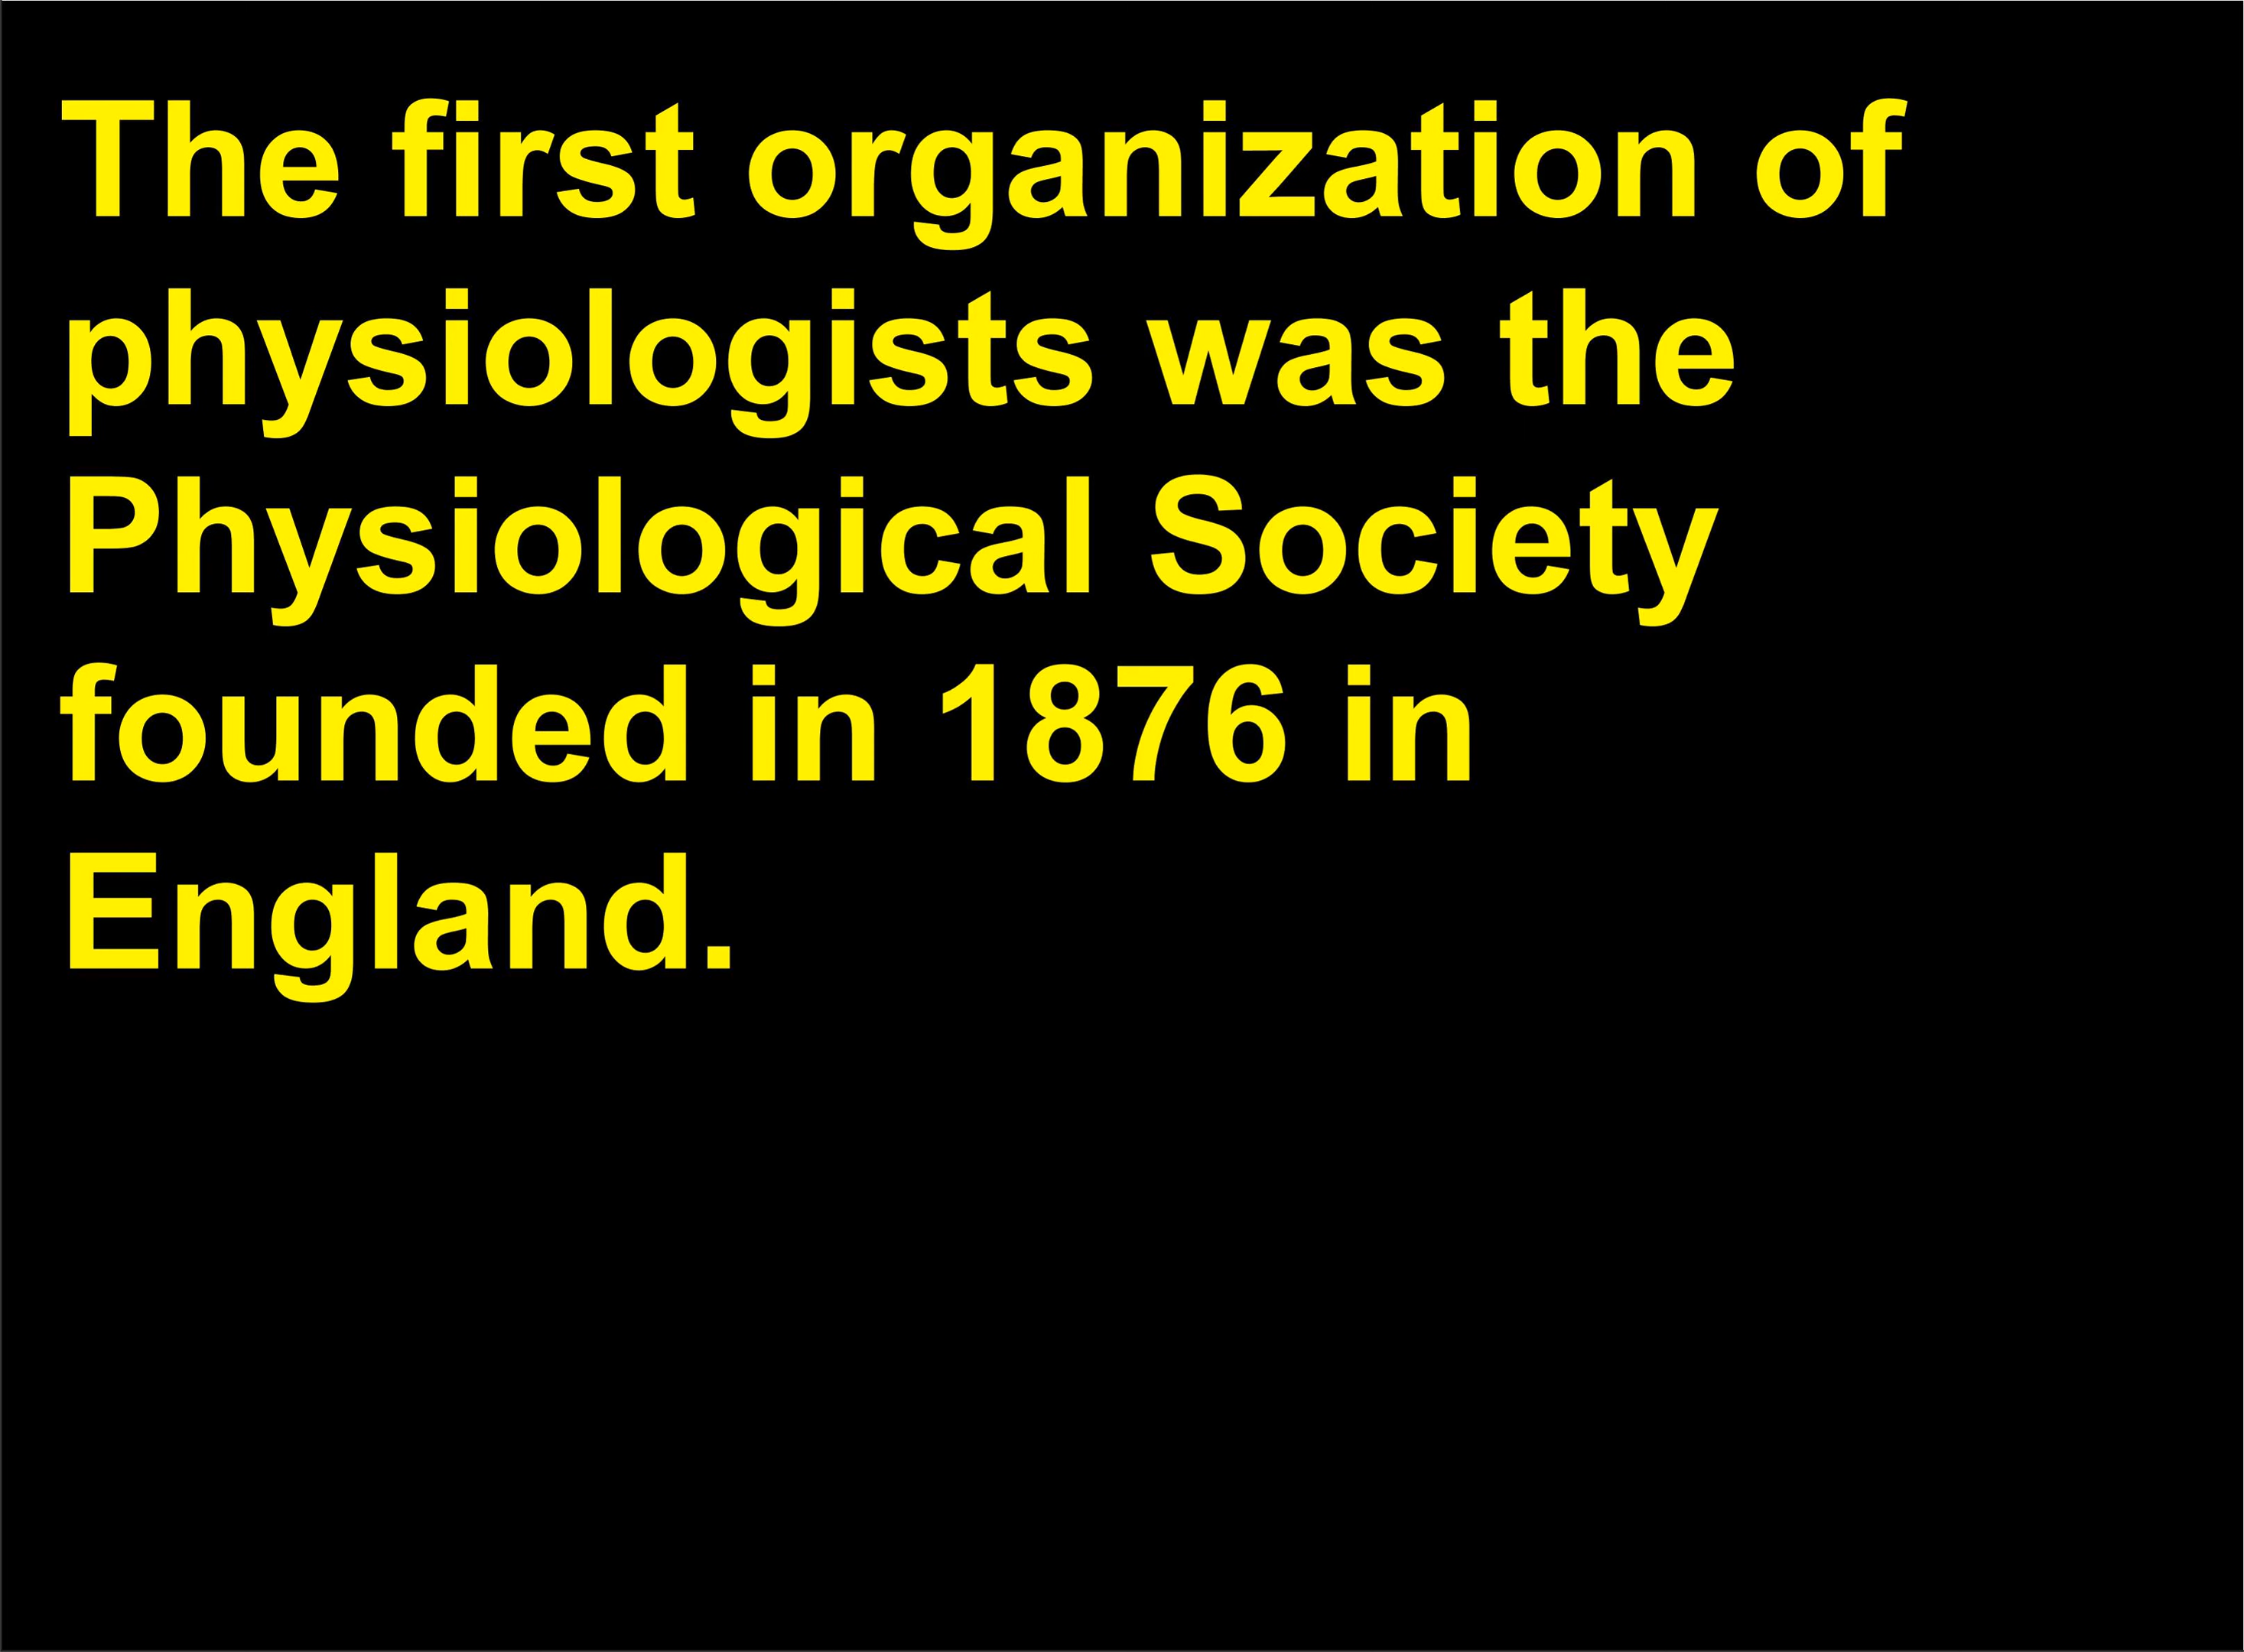 The first organization of
physiologists was the
Physiological Society
founded in 1876 in
England.